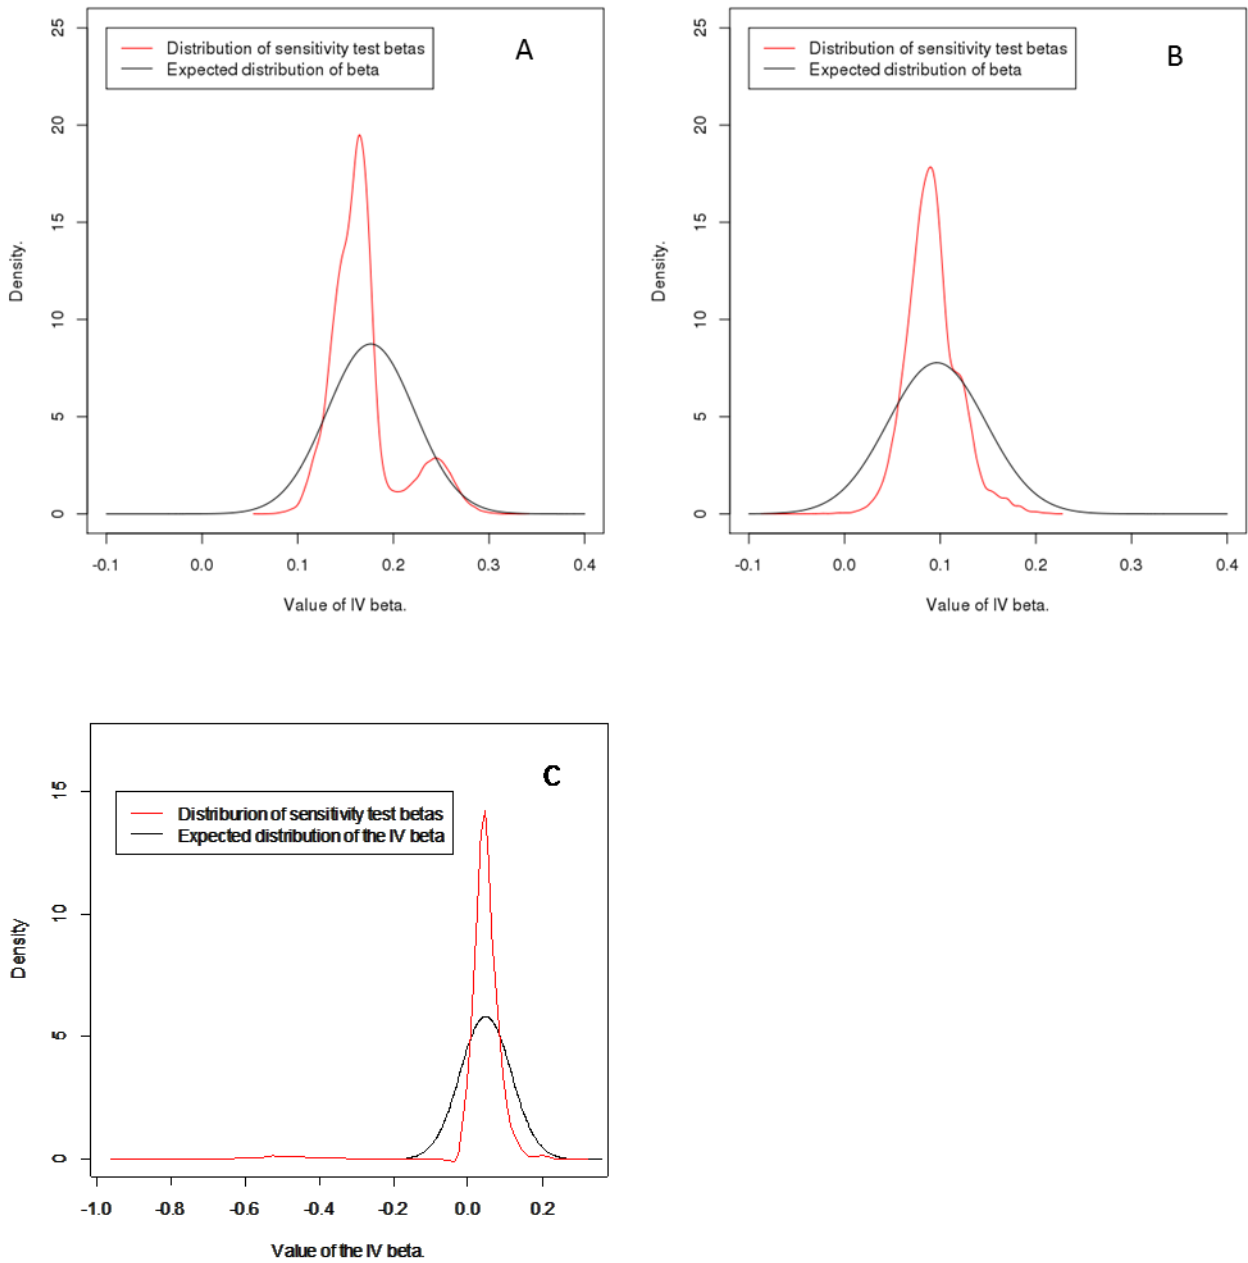 25
20
15
10
5
0
Density.
Distribution of sensitivity test betas
Expected distribution of beta
A
-0.1 0.0 0.1 0.2 0.3 0.4
Value of IV beta.
25
20
15
10
5
0
Density.
Distribution of sensitivity test betas
Expected distribution of beta
B
-0.1 0.0 0.1 0.2 0.3 0.4
Value of IV beta.
15
10
5
0
Density
C
Distriburion of sensitivity test betas
Expected distribution of the IV beta
-1.0 -0.8 -0.6 -0.4 -0.2 0.0 0.2
Value of the IV beta.